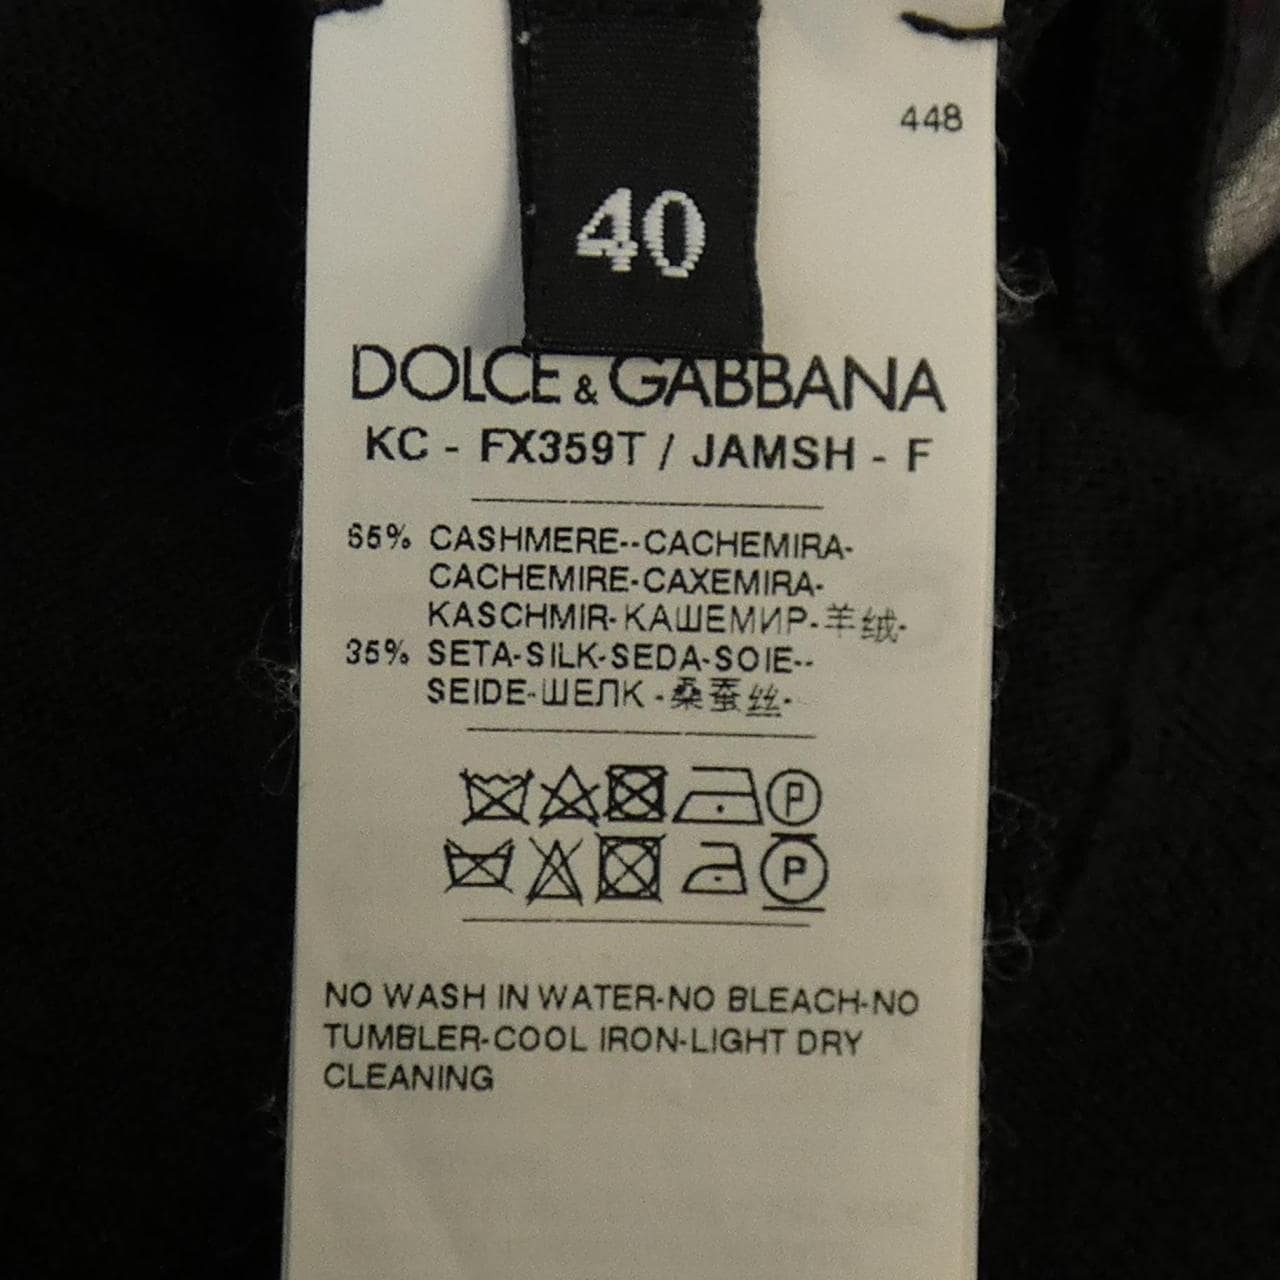 448
40
DOLCE & GABBANA
KC - FX359T / JAMSH - F
65% CASHMERE--CACHEMIRA-
CACHEMIRE-CAXEMIRA-
KASCHMIR-КАШЕМИР-羊绒-
35% SETA-SILK-SEDA-SOIE--
SEIDE-ШЕЛК -桑蚕丝-
P
P
NO WASH IN WATER-NO BLEACH-NO
TUMBLER-COOL IRON-LIGHT DRY
CLEANING